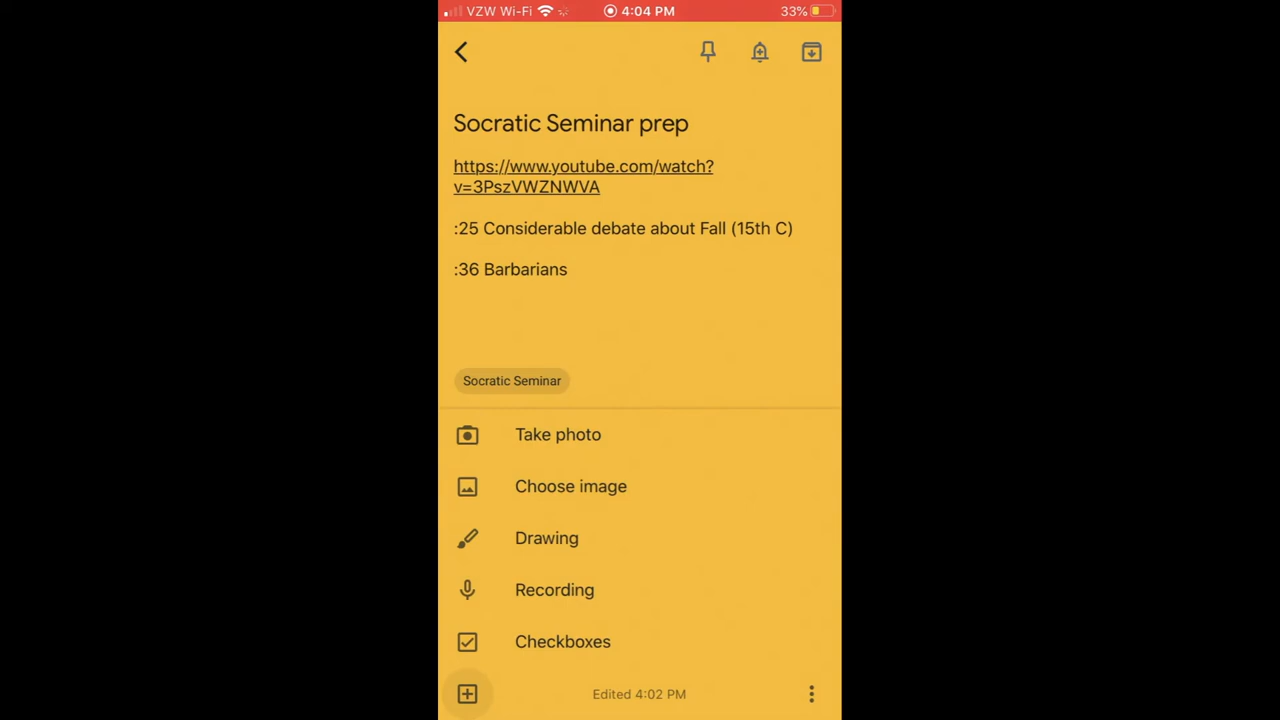 VZW Wi-Fi 4:04 PM 33%
Socratic Seminar prep
https://www.youtube.com/watch?
v=3PszVWZNWVA
:25 Considerable debate about Fall (15th C)
:36 Barbarians
Socratic Seminar
Take photo
Choose image
Drawing
Recording
Checkboxes
Edited 4:02 PM